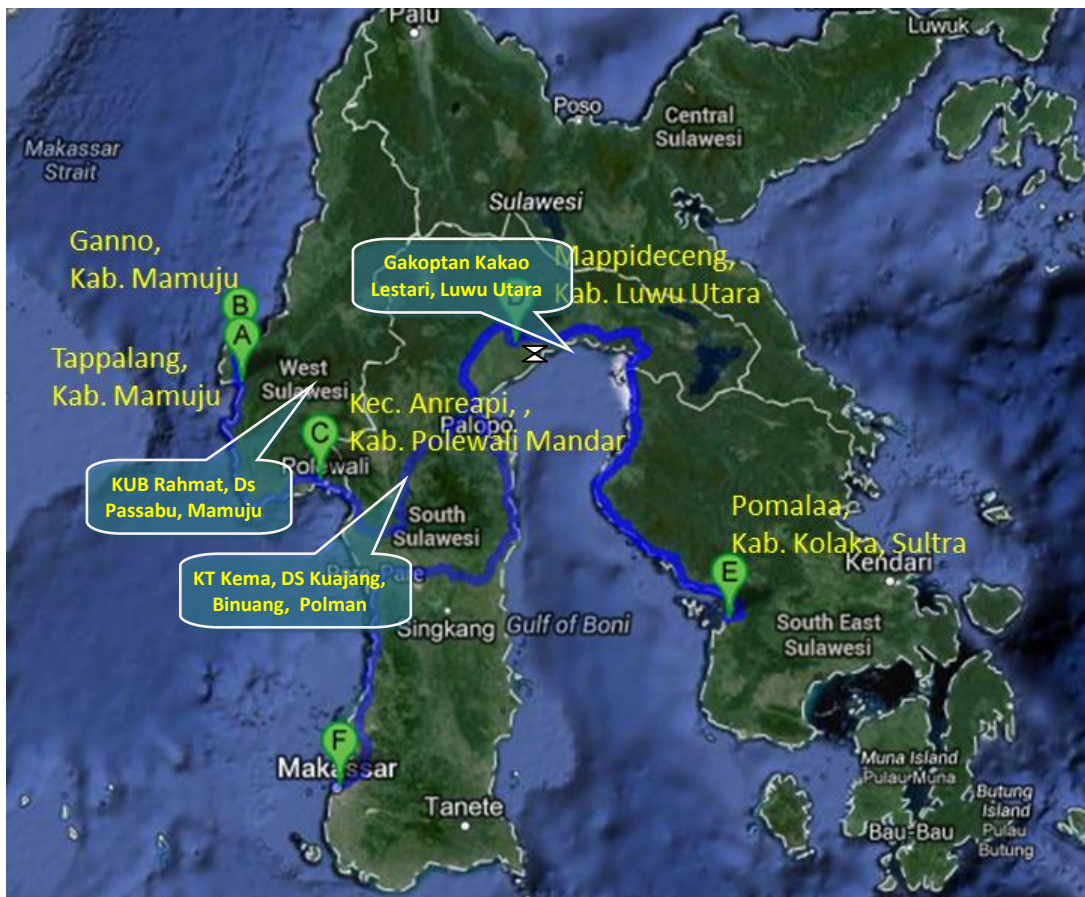 Palu
Luwuk
Poso
Central
Sulawesi
Makassar
Strait
Sulawesi
Ganno,
Kab. Mamuju
Gakoptan Kakao
Lestari, Luwu Utara
Mappideceng,
Kab. Luwu Utara
B
A
Tappalang,
Kab. Mamuju
West
Sulawesi
Kec. Anreapi, ,
Kab. Polewali Mandar
Palopo
C
Polewali
KUB Rahmat, Ds
Passabu, Mamuju
South
Sulawesi
Pomalaa,
Kab. Kolaka, Sultra
Pare-Pare
KT Kema, DS Kuajang,
Binuang, Polman
E
Kendari
Singkang
Gulf of Boni
South East
Sulawesi
F
Makassar
Tanete
Muna Island
Pulau Muna
Butung
Island
Pulau
Butung
Bau-Bau